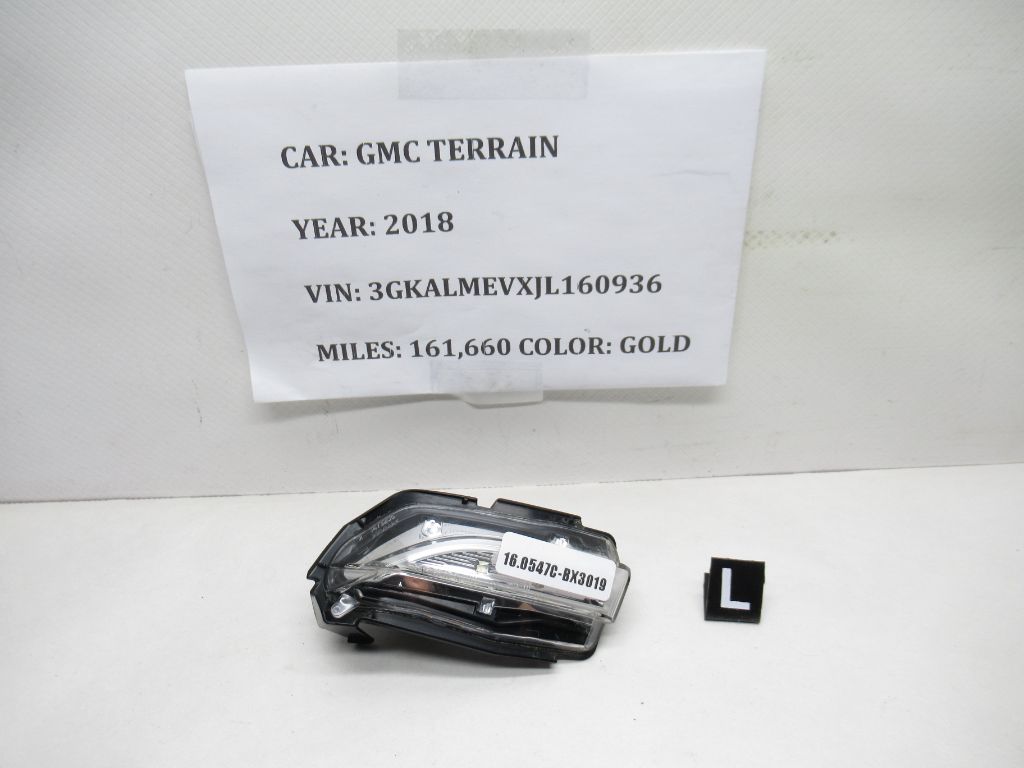 CAR: GMC TERRAIN
YEAR: 2018
VIN: 3GKALMEVXJL160936
MILES: 161,660 COLOR: GOLD
16.0547C-BX3019
L